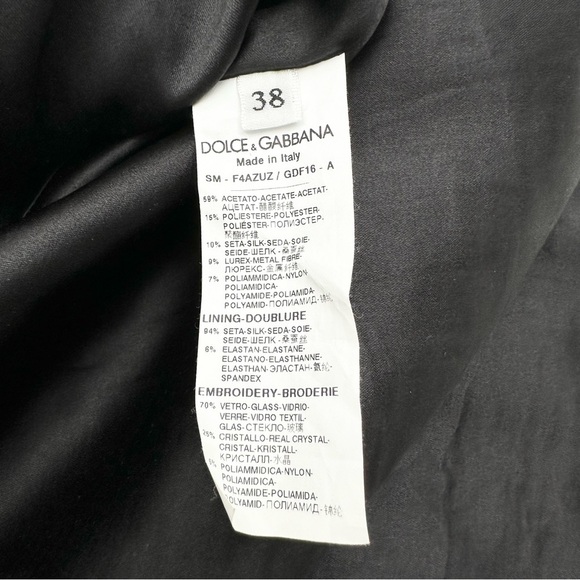 38
DOLCE & GABBANA
Made in Italy
SM - F4AZUZ / GDF16 - A
59% ACETATO-ACETATE-ACETAT-
АЦЕТАТ-醋酸纤维
15% POLIESTERE-POLYESTER-
POLIÉSTER-ПОЛИЭСТЕР.
聚酯纤维
10% SETA-SILK-SEDA-SOIE-
SEIDE-ШЕЛК-桑蚕丝
9% LUREX-METAL FIBRE-
ЛЮРЕКС-金属纤维
7% POLIAMMIDICA-NYLON-
POLIAMIDICA-
POLYAMIDE-POLIAMIDA-
POLYAMID-ПОЛИАМИД-锦纶
LINING-DOUBLURE
94% SETA-SILK-SEDA-SOIE-
SEIDE-ШЕЛК-桑蚕丝
6% ELASTAN-ELASTANE-
ELASTANO-ELASTHANNE-
ELASTHAN-ЭЛАСТАН-氨纶-
SPANDEX
EMBROIDERY-BRODERIE
70% VETRO-GLASS-VIDRIO-
VERRE-VIDRO TEXTIL-
GLAS-СТЕКЛО-玻璃
25% CRISTALLO-REAL CRYSTAL-
CRISTAL-KRISTALL-
КРИСТАЛЛ-水晶
5% POLIAMMIDICA-NYLON-
POLIAMIDICA-
POLYAMIDE-POLIAMIDA-
POLYAMID-ПОЛИАМИД-锦纶